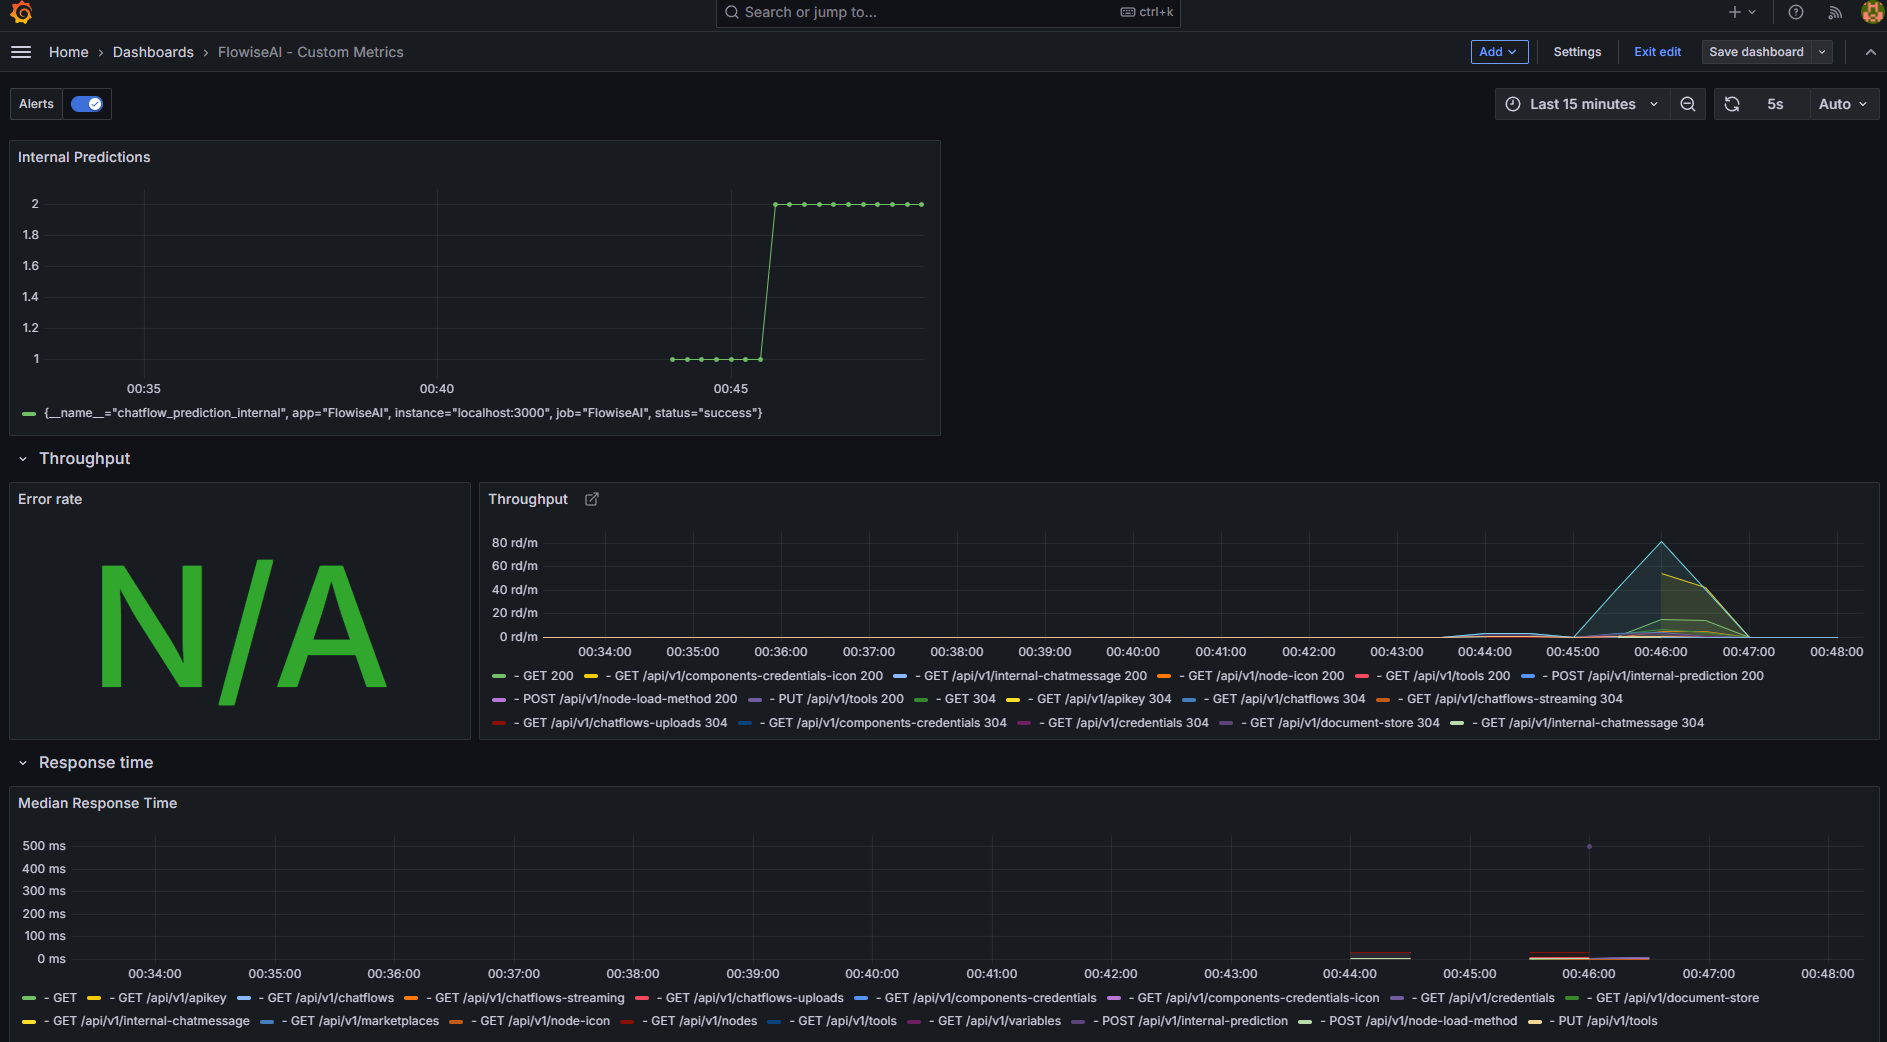 Search or jump to... ctrl+k
Home › Dashboards › FlowiseAI - Custom Metrics Add Settings Exit edit Save dashboard
Alerts Last 15 minutes 5s Auto
Internal Predictions
2
1.8
1.6
1.4
1.2
1
00:35 00:40 00:45
{__name__="chatflow_prediction_internal", app="FlowiseAI", instance="localhost:3000", job="FlowiseAI", status="success"}
Throughput
Error rate
N/A
Throughput
80 rd/m
60 rd/m
40 rd/m
20 rd/m
0 rd/m
00:34:00 00:35:00 00:36:00 00:37:00 00:38:00 00:39:00 00:40:00 00:41:00 00:42:00 00:43:00 00:44:00 00:45:00 00:46:00 00:47:00 00:48:00
- GET 200 - GET /api/v1/components-credentials-icon 200 - GET /api/v1/internal-chatmessage 200 - GET /api/v1/node-icon 200 - GET /api/v1/tools 200 - POST /api/v1/internal-prediction 200
- POST /api/v1/node-load-method 200 - PUT /api/v1/tools 200 - GET 304 - GET /api/v1/apikey 304 - GET /api/v1/chatflows 304 - GET /api/v1/chatflows-streaming 304
- GET /api/v1/chatflows-uploads 304 - GET /api/v1/components-credentials 304 - GET /api/v1/credentials 304 - GET /api/v1/document-store 304 - GET /api/v1/internal-chatmessage 304
Response time
Median Response Time
500 ms
400 ms
300 ms
200 ms
100 ms
0 ms
00:34:00 00:35:00 00:36:00 00:37:00 00:38:00 00:39:00 00:40:00 00:41:00 00:42:00 00:43:00 00:44:00 00:45:00 00:46:00 00:47:00 00:48:00
- GET - GET /api/v1/apikey - GET /api/v1/chatflows - GET /api/v1/chatflows-streaming - GET /api/v1/chatflows-uploads - GET /api/v1/components-credentials - GET /api/v1/components-credentials-icon - GET /api/v1/credentials - GET /api/v1/document-store
- GET /api/v1/internal-chatmessage - GET /api/v1/marketplaces - GET /api/v1/node-icon - GET /api/v1/nodes - GET /api/v1/tools - GET /api/v1/variables - POST /api/v1/internal-prediction - POST /api/v1/node-load-method - PUT /api/v1/tools